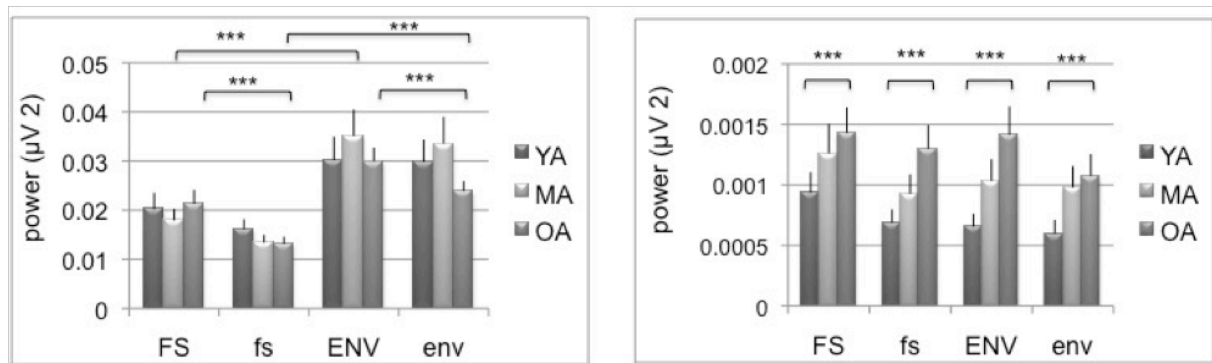 ***
***
***
***
0.05
0.04
0.03
0.02
0.01
0
power (µV 2)
FS fs ENV env
YA
MA
OA
*** *** *** ***
0.002
0.0015
0.001
0.0005
0
power (µV 2)
FS fs ENV env
YA
MA
OA